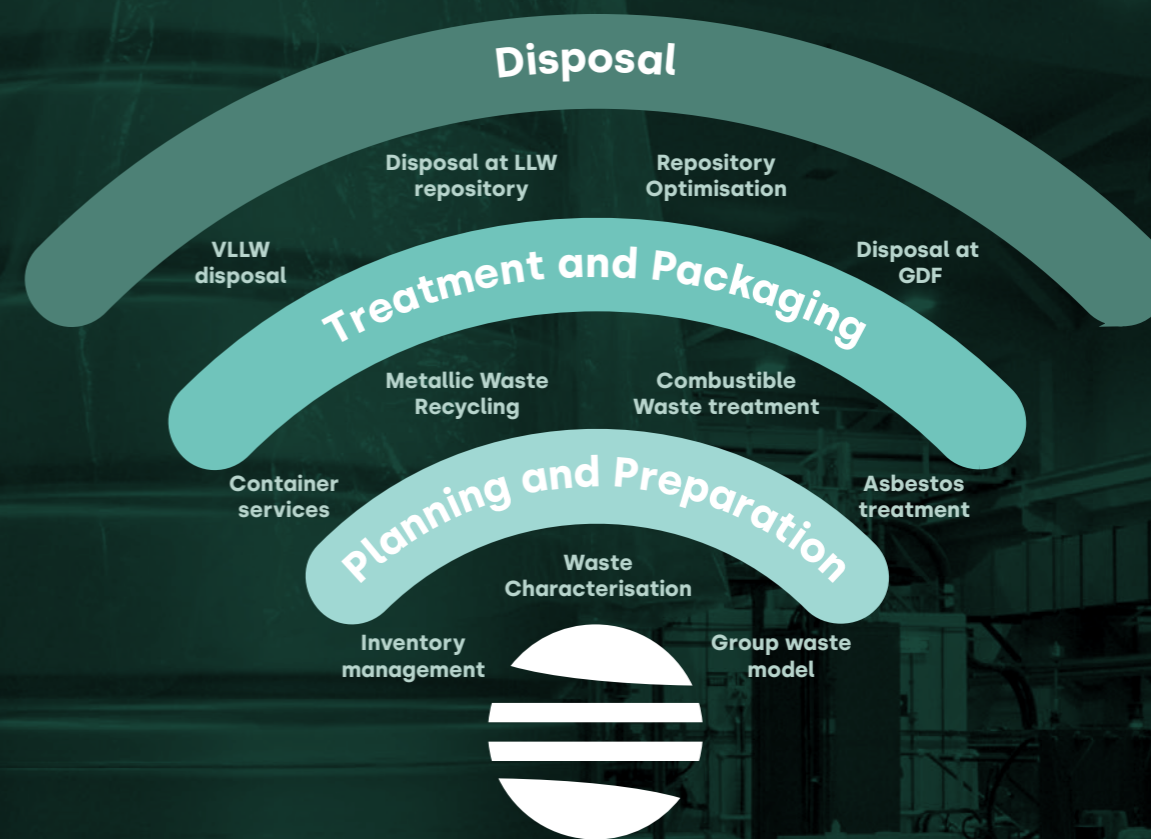 Disposal
Disposal at LLW
repository
Repository
Optimisation
VLLW
disposal
Disposal at
GDF
Treatment and Packaging
Metallic Waste
Recycling
Combustible
Waste treatment
Container
services
Asbestos
treatment
Planning and Preparation
Waste
Characterisation
Inventory
management
Group waste
model